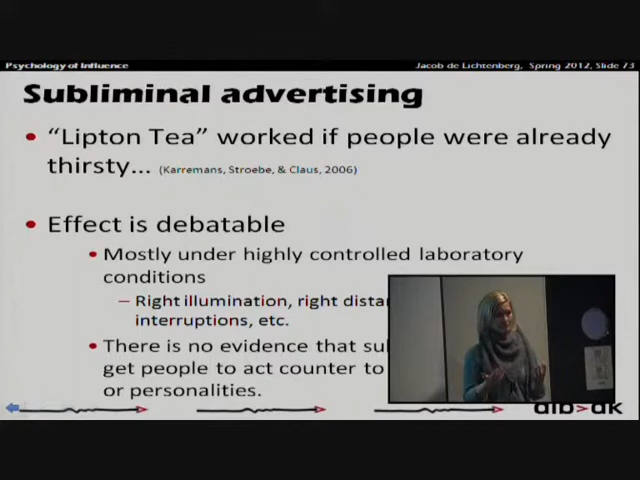 Psychology of Influence
Jacob de Lichtenberg, Spring 2012, Slide 73
Subliminal advertising
• "Lipton Tea" worked if people were already
thirsty... (Karremans, Stroebe, & Claus, 2006)
• Effect is debatable
• Mostly under highly controlled laboratory
conditions
– Right illumination, right
interruptions, etc.
• There is no evidence that
get people to act counter to
or personalities.